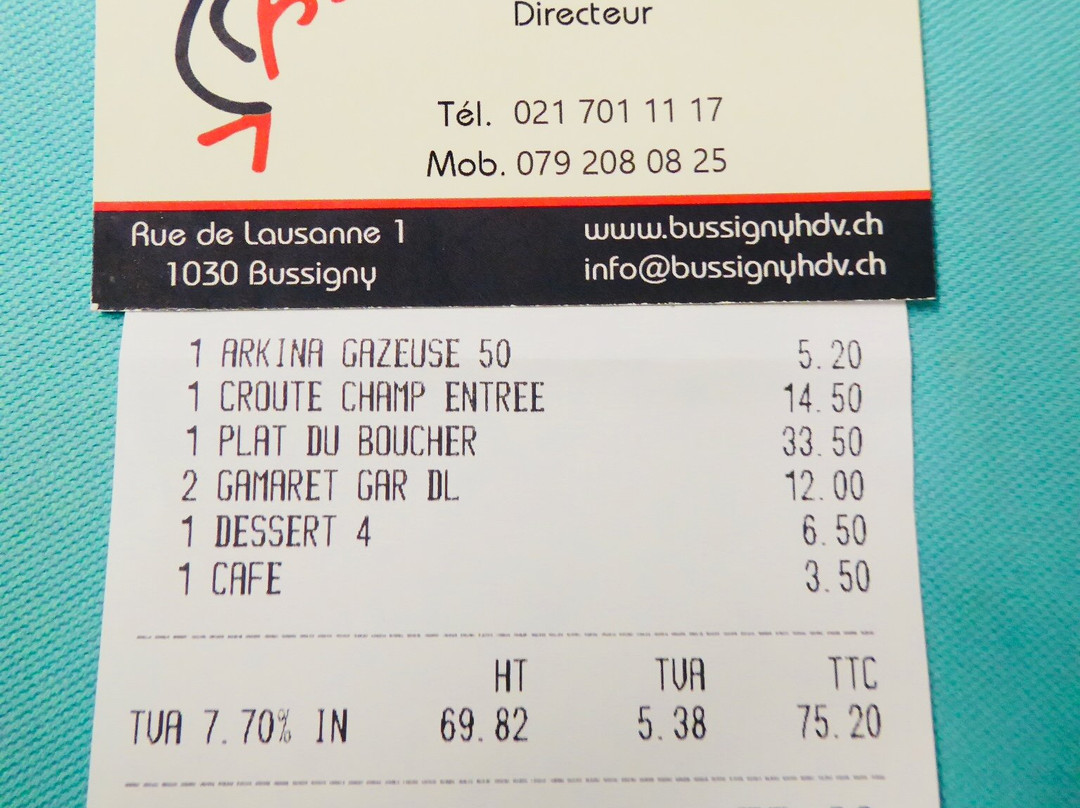 Directeur
Tél. 021 701 11 17
Mob. 079 208 08 25
Rue de Lausanne 1
1030 Bussigny
www.bussignyhdv.ch
info@bussignyhdv.ch
1 ARKINA GAZEUSE 50 5.20
1 CROUTE CHAMP ENTREE 14.50
1 PLAT DU BOUCHER 33.50
2 GAMARET GAR DL 12.00
1 DESSERT 4 6.50
1 CAFE 3.50
HT TVA TTC
TVA 7.70% IN 69.82 5.38 75.20